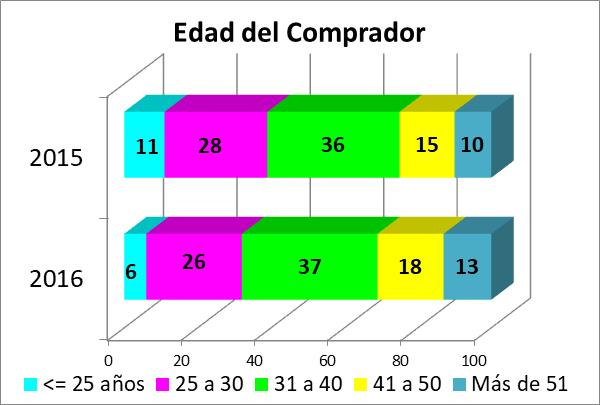 Edad del Comprador
2015
11 28 36 15 10
2016
6 26 37 18 13
0 20 40 60 80 100
<= 25 años 25 a 30 31 a 40 41 a 50 Más de 51